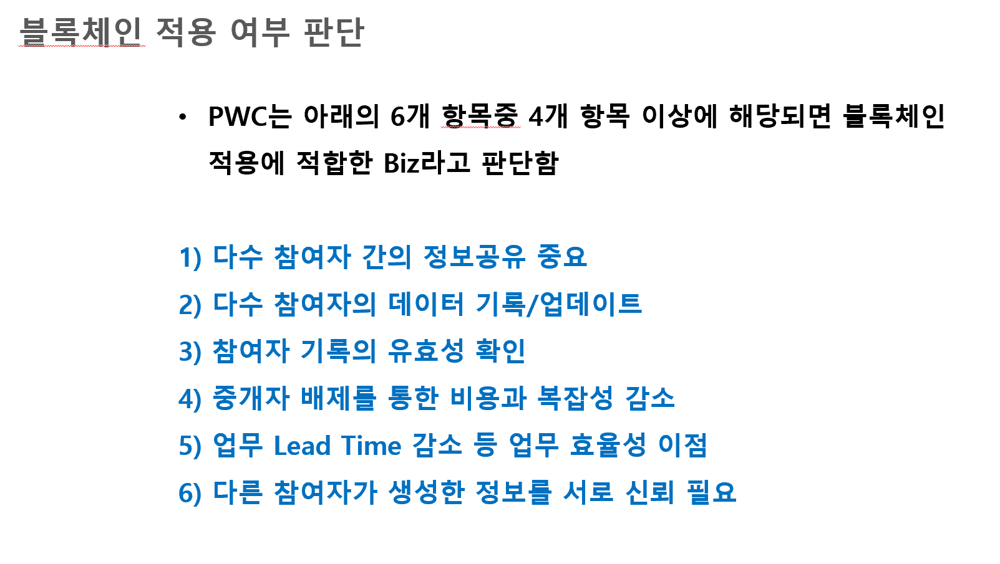 블록체인 적용 여부 판단
• PWC는 아래의 6개 항목중 4개 항목 이상에 해당되면 블록체인
적용에 적합한 Biz라고 판단함
1) 다수 참여자 간의 정보공유 중요
2) 다수 참여자의 데이터 기록/업데이트
3) 참여자 기록의 유효성 확인
4) 중개자 배제를 통한 비용과 복잡성 감소
5) 업무 Lead Time 감소 등 업무 효율성 이점
6) 다른 참여자가 생성한 정보를 서로 신뢰 필요